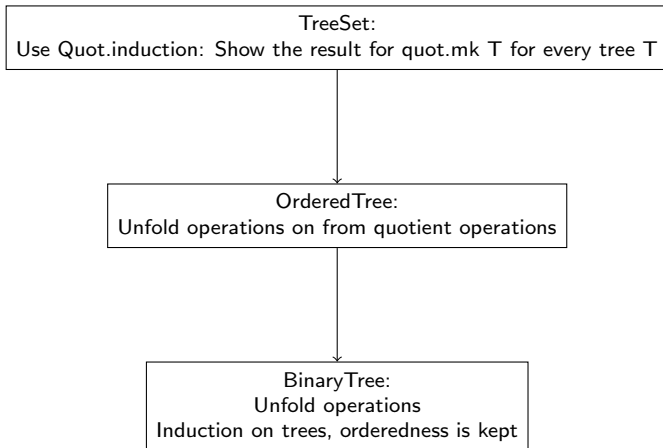 TreeSet:
Use Quot.induction: Show the result for quot.mk T for every tree T
OrderedTree:
Unfold operations on from quotient operations
BinaryTree:
Unfold operations
Induction on trees, orderedness is kept